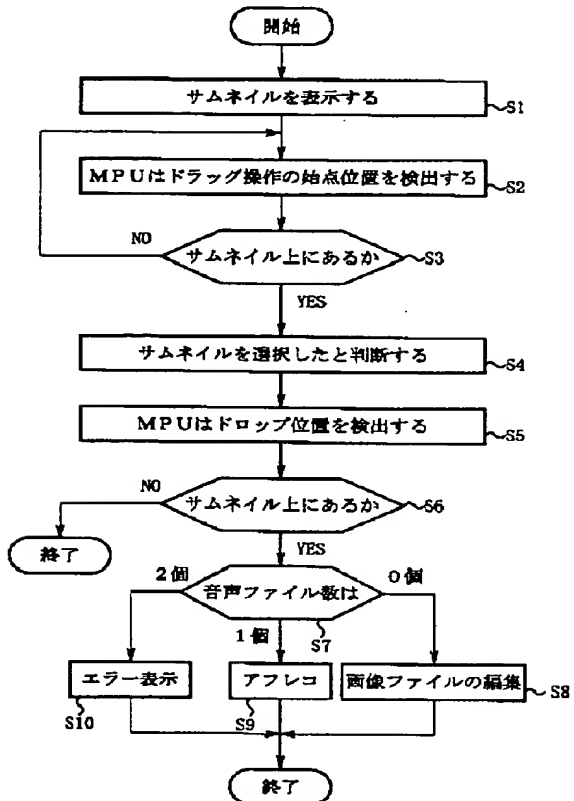 開始
サムネイルを表示する
S1
MPUはドラッグ操作の始点位置を検出する
S2
NO
サムネイル上にあるか
S3
YES
サムネイルを選択したと判断する
S4
MPUはドロップ位置を検出する
S5
NO
サムネイル上にあるか
S6
終了
YES
2個
音声ファイル数は
0個
1個
S7
エラー表示
S10
アフレコ
S9
画像ファイルの編集
S8
終了